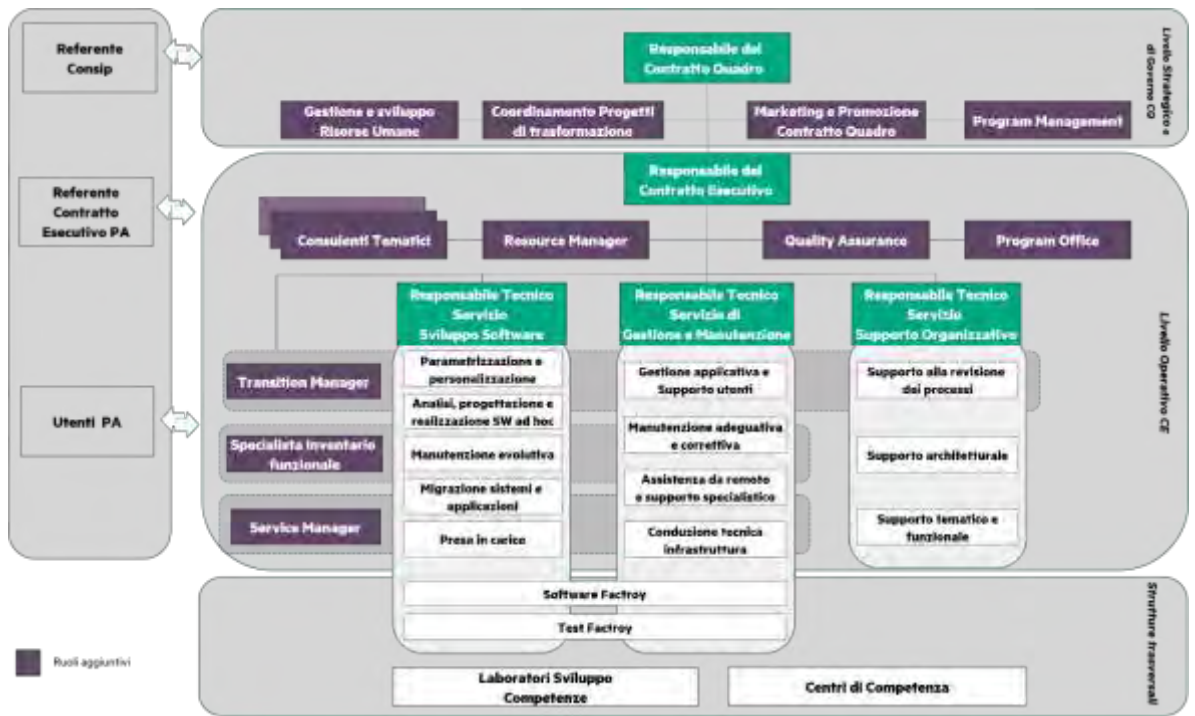 Referente
Consip
Responsabile del
Contratto Quadro
Livello Strategico e
di Governo CQ
Gestione e sviluppo
Risorse Umane
Coordinamento Progetti
di trasformazione
Marketing e Promozione
Contratto Quadro
Program Management
Referente
Contratto
Esecutivo PA
Responsabile del
Contratto Esecutivo
Consulenti Tematici
Resource Manager
Quality Assurance
Program Office
Responsabile Tecnico
Servizio
Sviluppo Software
Responsabile Tecnico
Servizio di
Gestione e Manutenzione
Responsabile Tecnico
Servizio
Supporto Organizzativo
Livello Operativo CE
Utenti PA
Transition Manager
Specialista Inventario
funzionale
Service Manager
Parametrizzazione e
personalizzazione
Analisi, progettazione e
realizzazione SW ad hoc
Manutenzione evolutiva
Migrazione sistemi e
applicazioni
Presa in carico
Gestione applicativa e
Supporto utenti
Manutenzione adeguativa
e correttiva
Assistenza da remoto
e supporto specialistico
Conduzione tecnica
infrastruttura
Supporto alla revisione
dei processi
Supporto architetturale
Supporto tematico e
funzionale
Software Factroy
Test Factroy
Strutture trasversali
Laboratori Sviluppo
Competenze
Centri di Competenza
Ruoli aggiuntivi